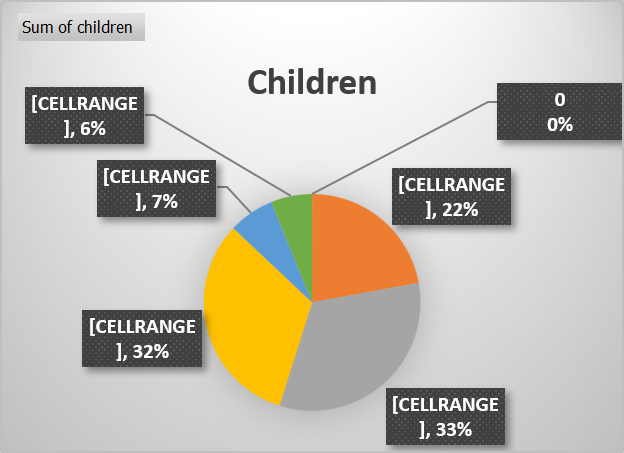 Sum of children
Children
[CELLRANGE
], 6%
0
0%
[CELLRANGE
], 7%
[CELLRANGE
], 22%
[CELLRANGE
], 32%
[CELLRANGE
], 33%